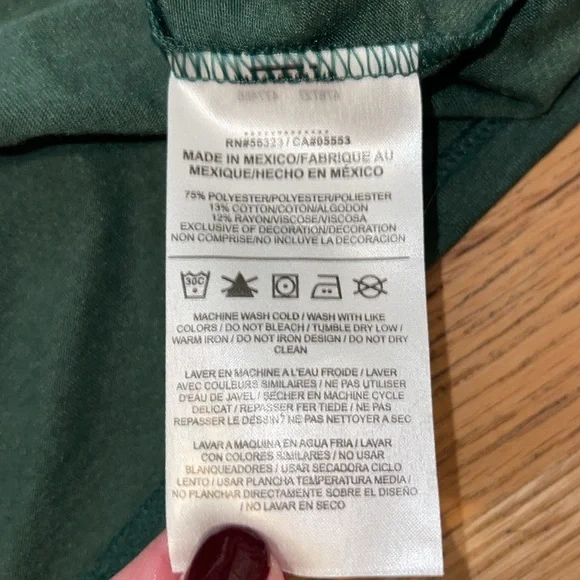 RN#56323 / CA#05553
MADE IN MEXICO/FABRIQUE AU
MEXIQUE/HECHO EN MÉXICO
75% POLYESTER/POLYESTER/POLIESTER
13% COTTON/COTON/ALGODON
12% RAYON/VISCOSE/VISCOSA
EXCLUSIVE OF DECORATION/DECORATION
NON COMPRISE/NO INCLUYE LA DECORACIÓN
30C
MACHINE WASH COLD / WASH WITH LIKE
COLORS / DO NOT BLEACH / TUMBLE DRY LOW /
WARM IRON / DO NOT IRON DESIGN / DO NOT DRY
CLEAN
LAVER EN MACHINE A L'EAU FROIDE / LAVER
AVEC COULEURS SIMILAIRES / NE PAS UTILISER
D'EAU DE JAVEL / SÉCHER EN MACHINE CYCLE
DELICAT / REPASSER FER TIEDE / NE PAS
REPASSER LE DESSIN / NE PAS NETTOYER A SEC
LAVAR A MAQUINA EN AGUA FRIA / LAVAR
CON COLORES SIMILARES / NO USAR
BLANQUEADORES / USAR SECADORA CICLO
LENTO / USAR PLANCHA TEMPERATURA MEDIA /
NO PLANCHAR DIRECTAMENTE SOBRE EL DISEÑO
/ NO LAVAR EN SECO